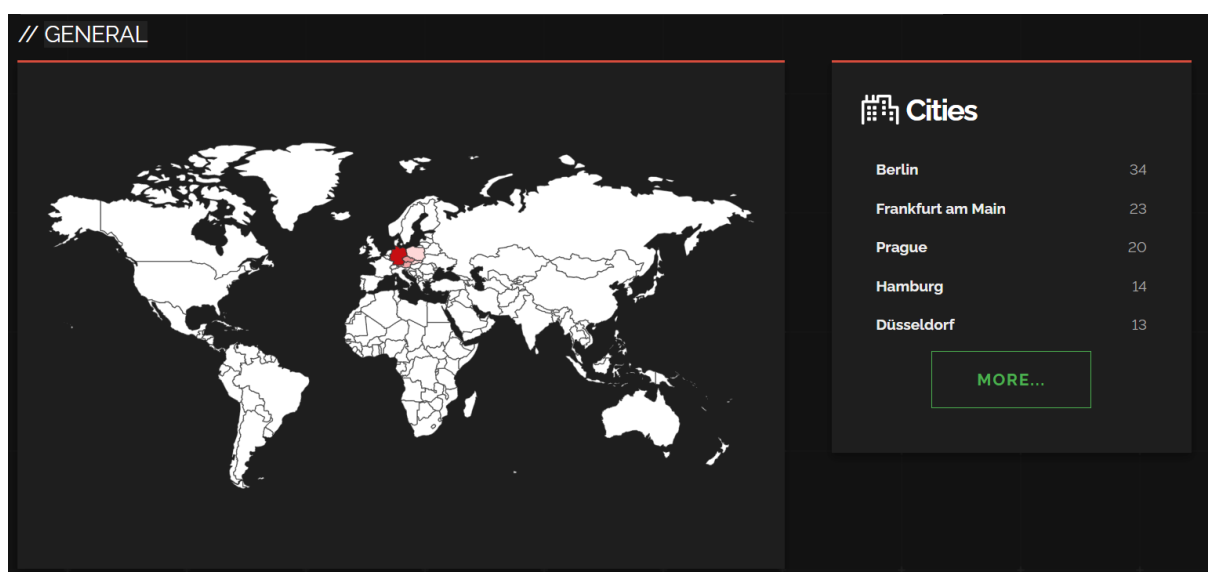 // GENERAL
Cities
Berlin 34
Frankfurt am Main 23
Prague 20
Hamburg 14
Düsseldorf 13
MORE...